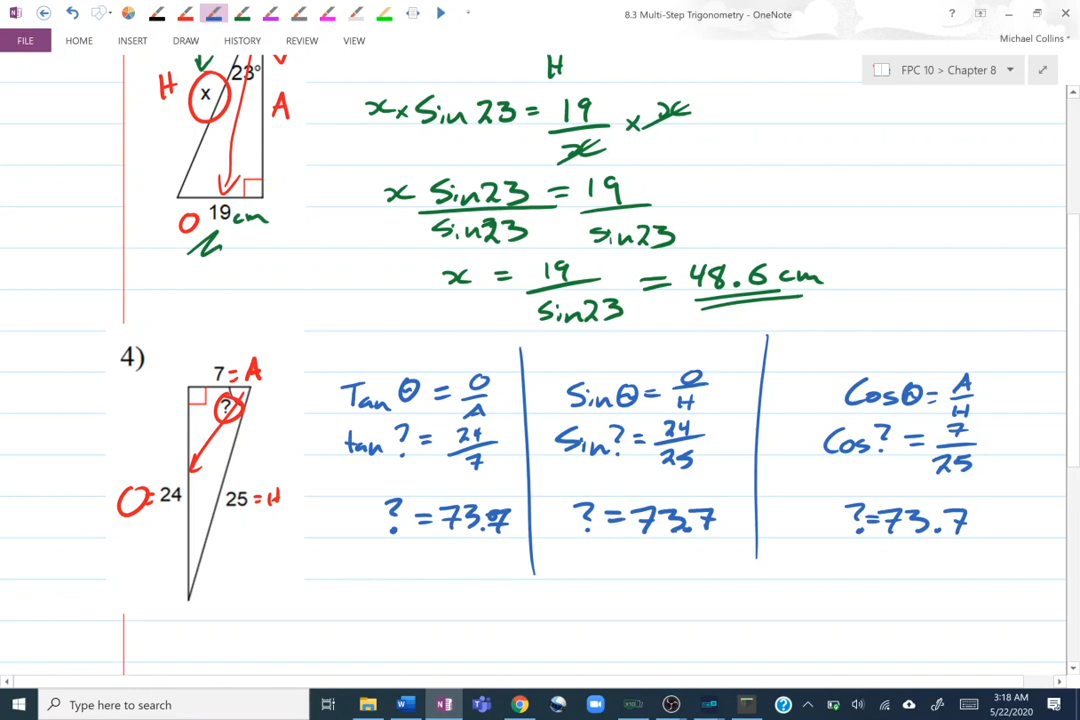 8.3 Multi-Step Trigonometry - OneNote
FILE HOME INSERT DRAW HISTORY REVIEW VIEW
Michael Collins
FPC 10 > Chapter 8
H
x
23°
A
O
19cm
H
x × Sin 23 = 19/x × x
x sin23/sin23 = 19/sin23
x = 19/sin23 = 48.6 cm
4)
7 = A
?
O = 24
25 = H
Tan θ = O/A
tan ? = 24/7
? = 73.7
Sin θ = O/H
Sin ? = 24/25
? = 73.7
Cos θ = A/H
Cos ? = 7/25
? = 73.7
Type here to search
3:18 AM
5/22/2020